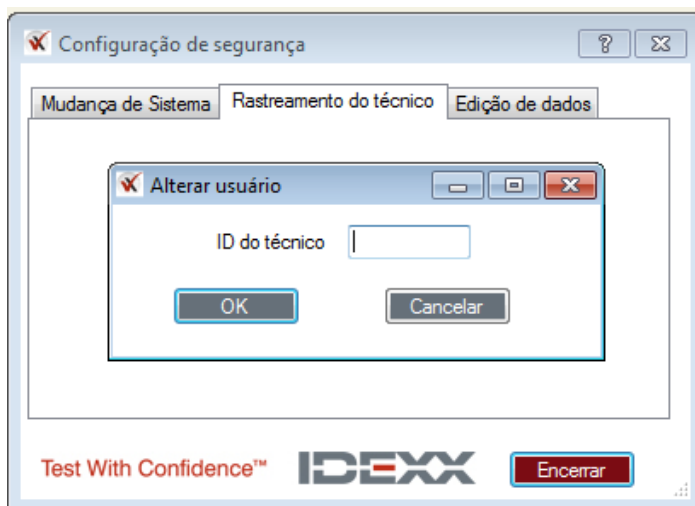 Configuração de segurança
Mudança de Sistema Rastreamento do técnico Edição de dados
Alterar usuário
ID do técnico
OK Cancelar
Test With Confidence™ IDEXX Encerrar